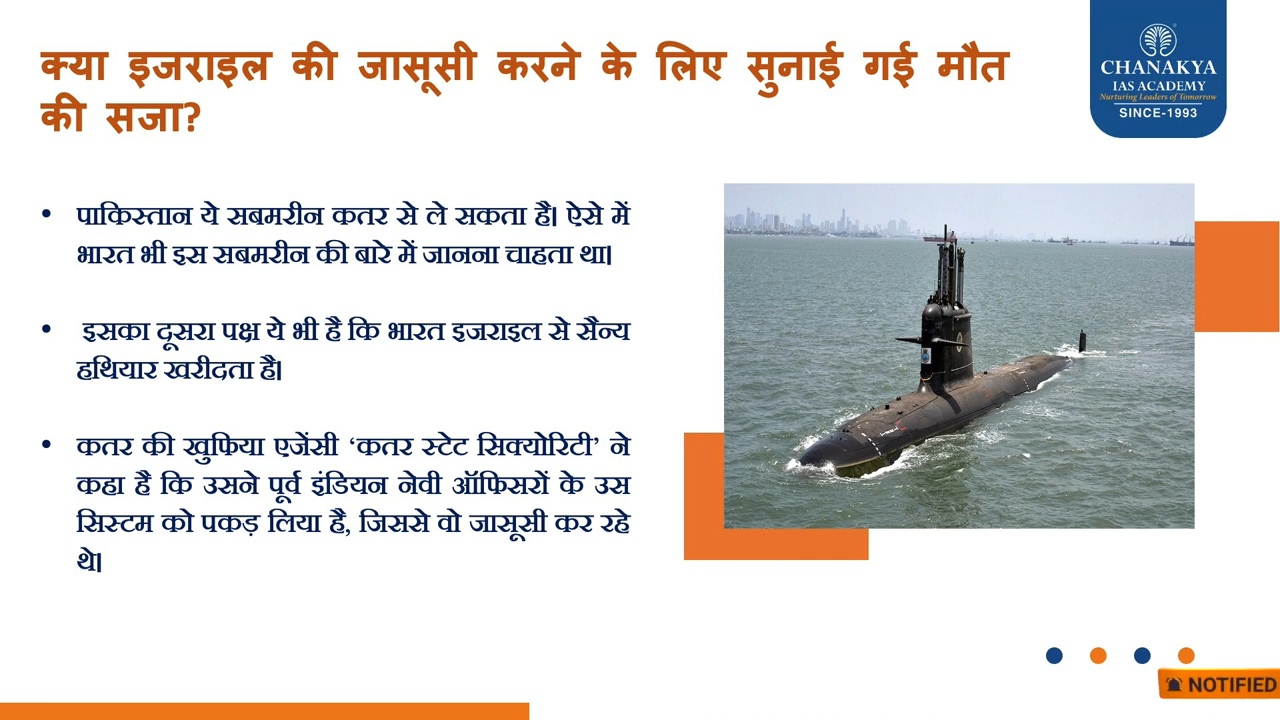 क्या इजराइल की जासूसी करने के लिए सुनाई गई मौत
की सजा?
CHANAKYA
IAS ACADEMY
Nurturing Leaders of Tomorrow
SINCE-1993
• पाकिस्तान ये सबमरीन कतर से ले सकता है। ऐसे में
भारत भी इस सबमरीन की बारे में जानना चाहता था।
• इसका दूसरा पक्ष ये भी है कि भारत इजराइल से सैन्य
हथियार खरीदता है।
• कतर की खुफिया एजेंसी ‘कतर स्टेट सिक्योरिटी’ ने
कहा है कि उसने पूर्व इंडियन नेवी ऑफिसरों के उस
सिस्टम को पकड़ लिया है, जिससे वो जासूसी कर रहे
थे।
NOTIFIED